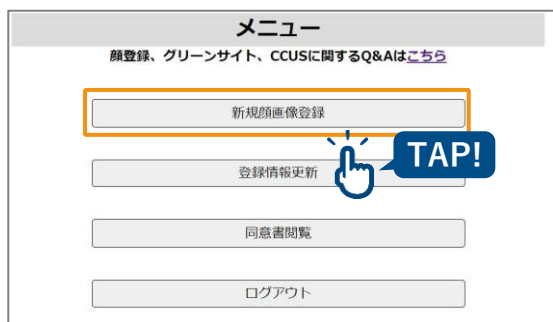 メニュー
顔登録、グリーンサイト、CCUSに関するQ&Aはこちら
新規顔画像登録
TAP!
登録情報更新
同意書閲覧
ログアウト